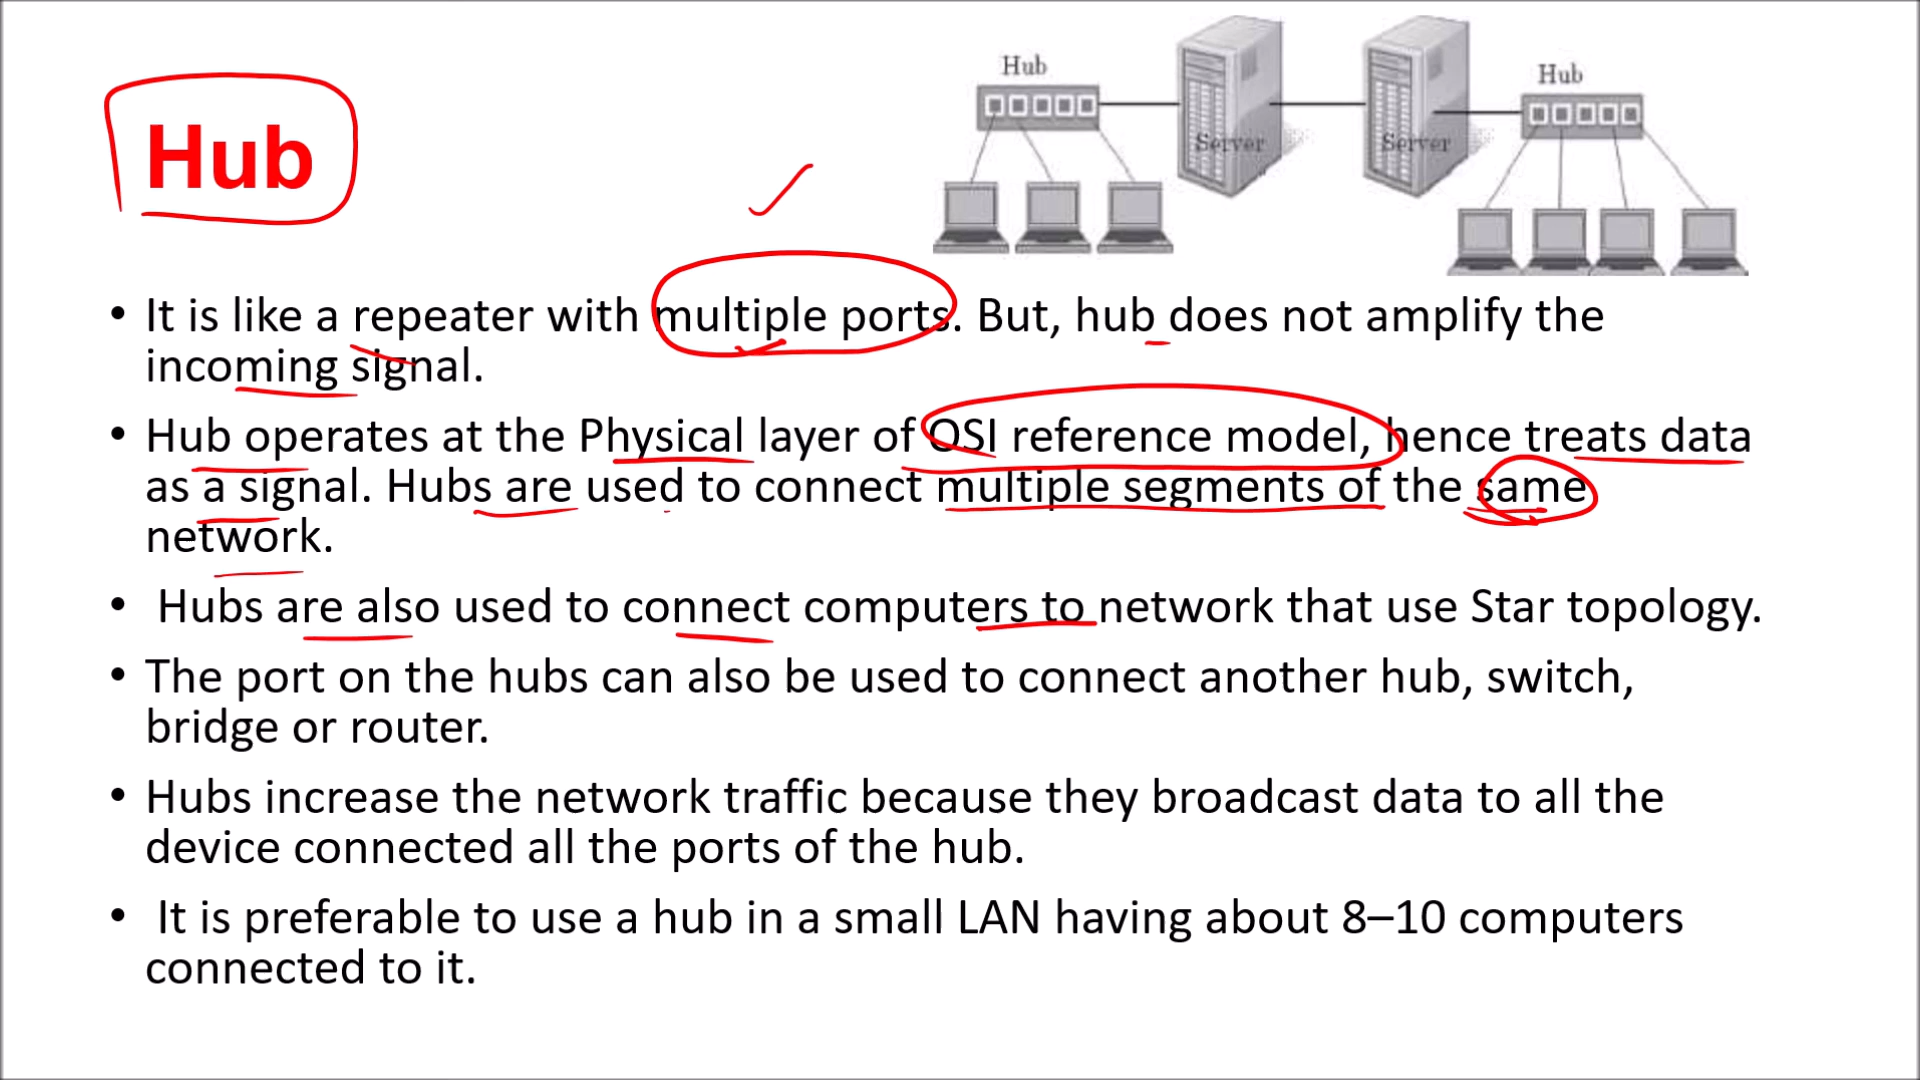 Hub
Hub
Server
Server
Hub
• It is like a repeater with multiple ports. But, hub does not amplify the
incoming signal.
• Hub operates at the Physical layer of OSI reference model, hence treats data
as a signal. Hubs are used to connect multiple segments of the same
network.
• Hubs are also used to connect computers to network that use Star topology.
• The port on the hubs can also be used to connect another hub, switch,
bridge or router.
• Hubs increase the network traffic because they broadcast data to all the
device connected all the ports of the hub.
• It is preferable to use a hub in a small LAN having about 8–10 computers
connected to it.